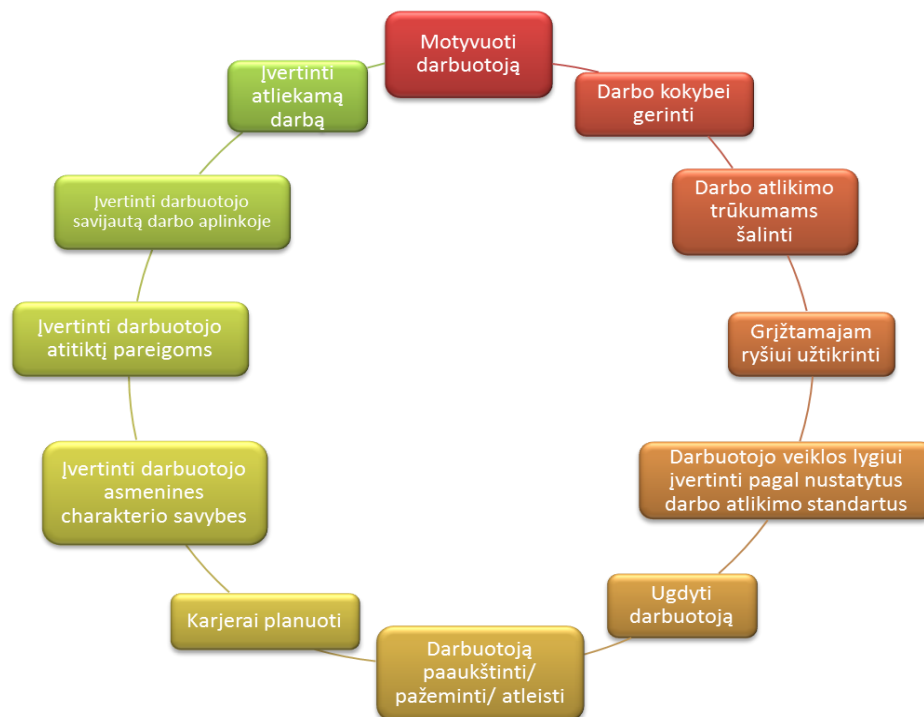 Motyvuoti
darbuotoją
Darbo kokybei
gerinti
Darbo atlikimo
trūkumams
šalinti
Grįžtamajam
ryšiui užtikrinti
Darbuotojo veiklos lygiui
įvertinti pagal nustatytus
darbo atlikimo standartus
Ugdyti
darbuotoją
Darbuotoją
paaukštinti/
pažeminti/ atleisti
Karjerai planuoti
Įvertinti darbuotojo
asmenines
charakterio savybes
Įvertinti darbuotojo
atitiktį pareigoms
Įvertinti darbuotojo
savijautą darbo aplinkoje
Įvertinti
atliekamą
darbą